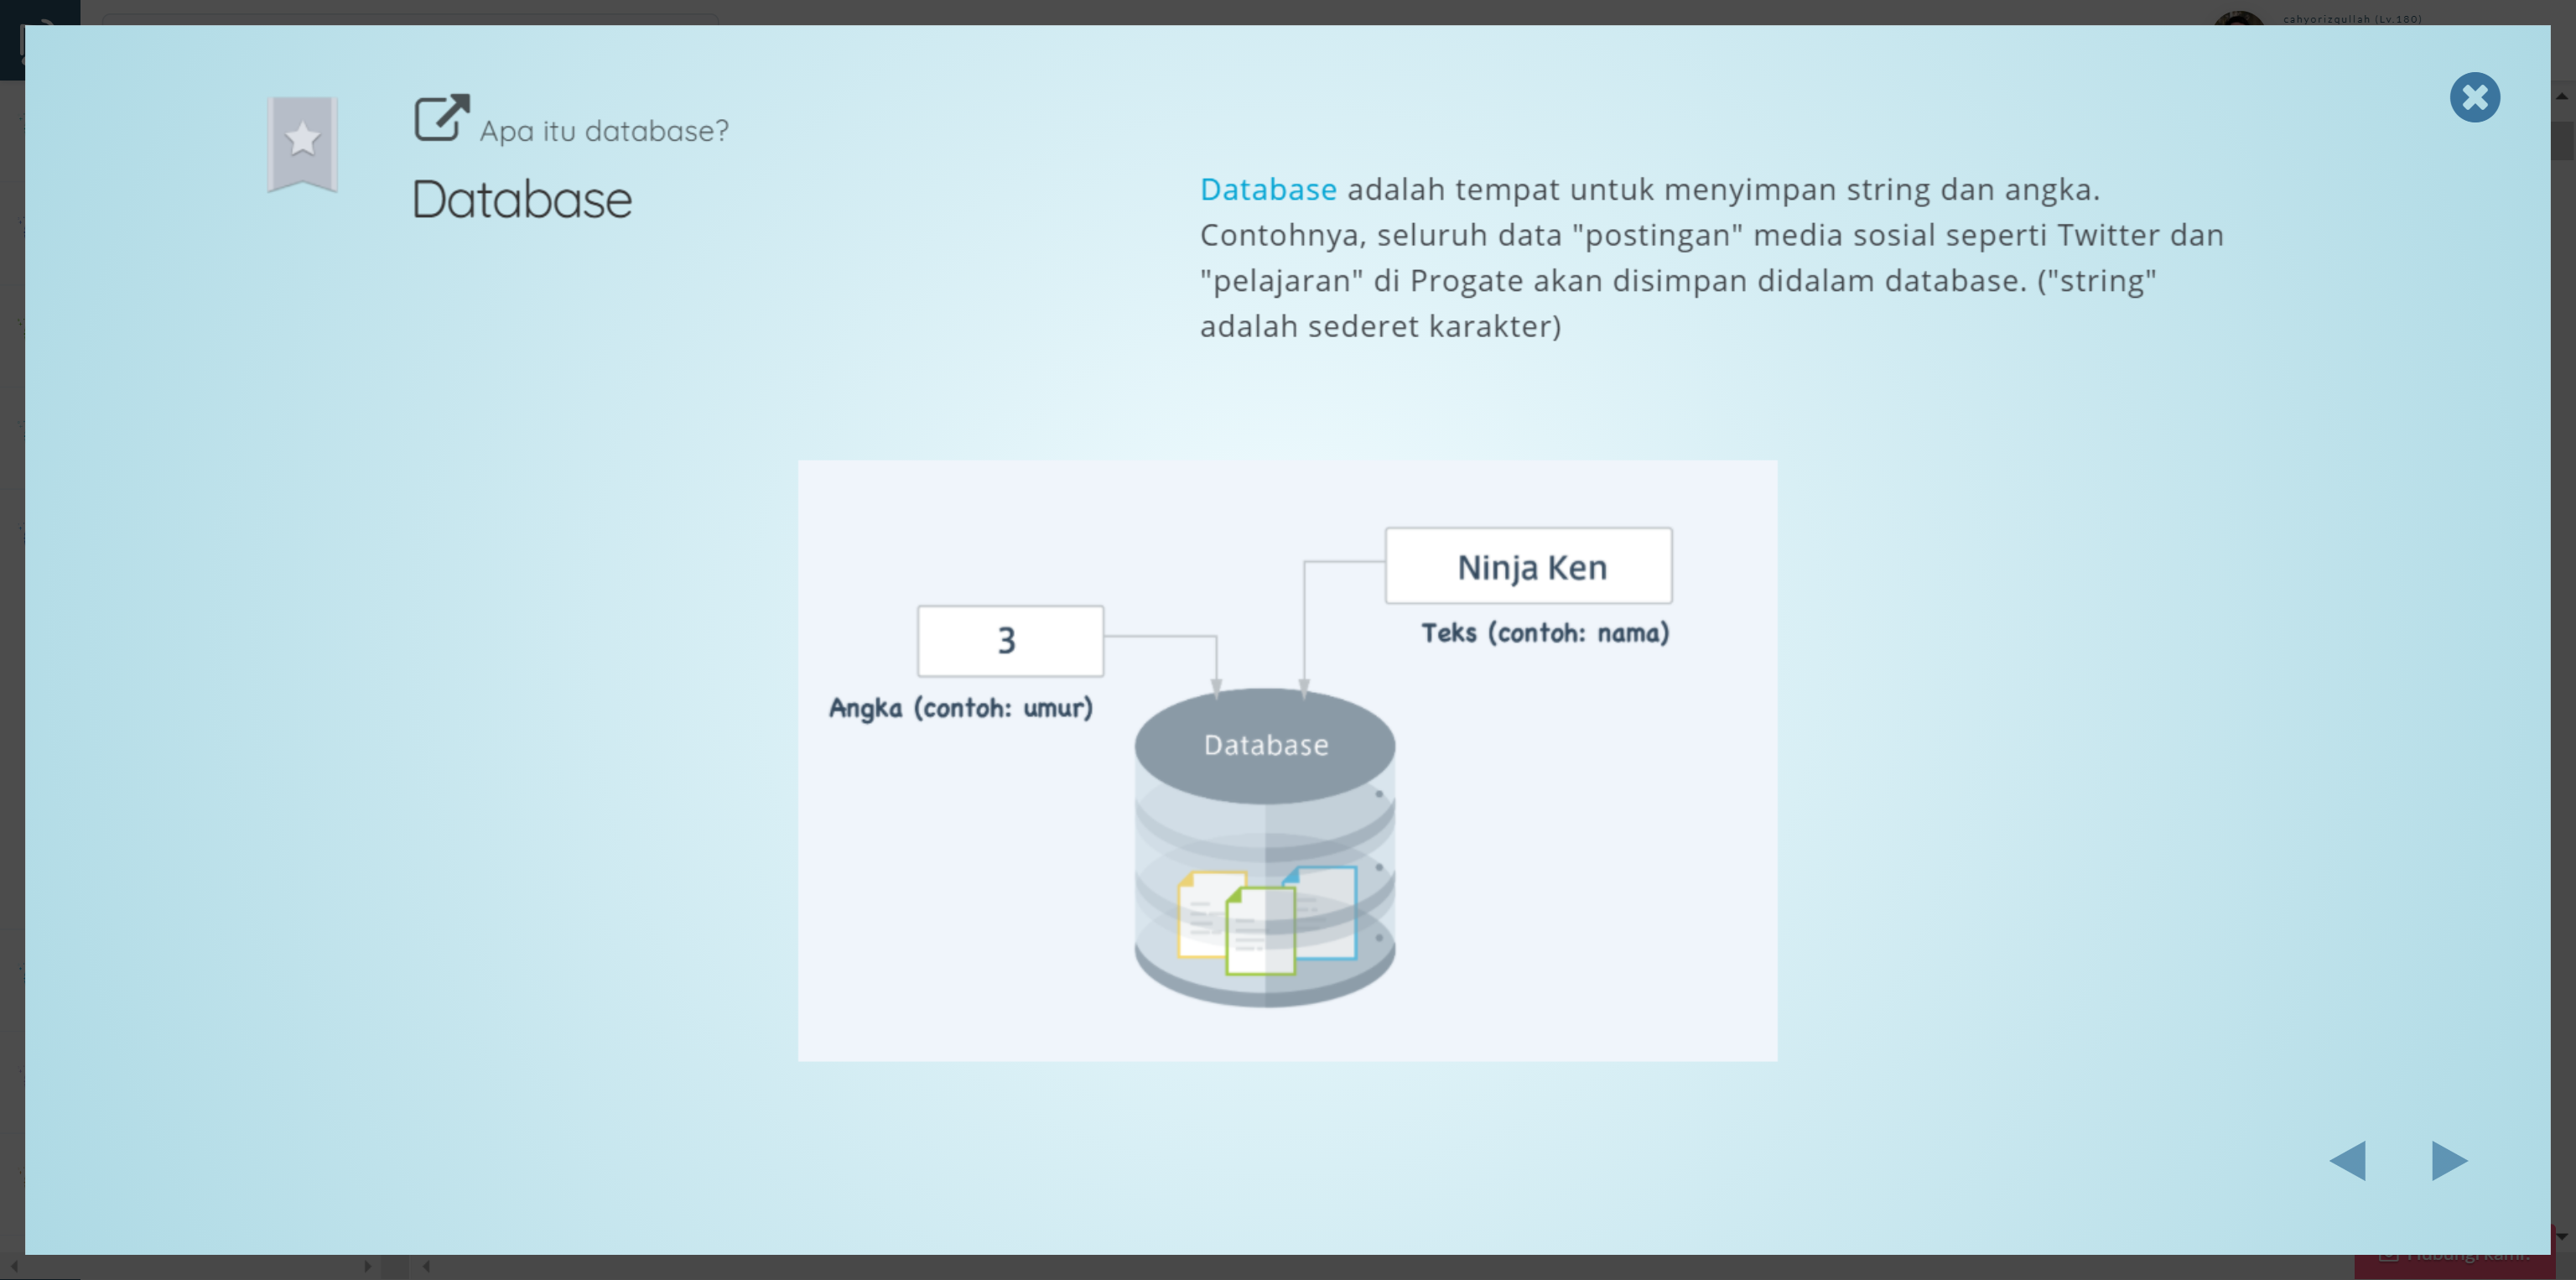 cahyorizqullah (Lv.180)
Apa itu database?
Database
Database adalah tempat untuk menyimpan string dan angka.
Contohnya, seluruh data "postingan" media sosial seperti Twitter dan
"pelajaran" di Progate akan disimpan didalam database. ("string"
adalah sederet karakter)
Ninja Ken
Teks (contoh: nama)
3
Angka (contoh: umur)
Database
Hubungi kami